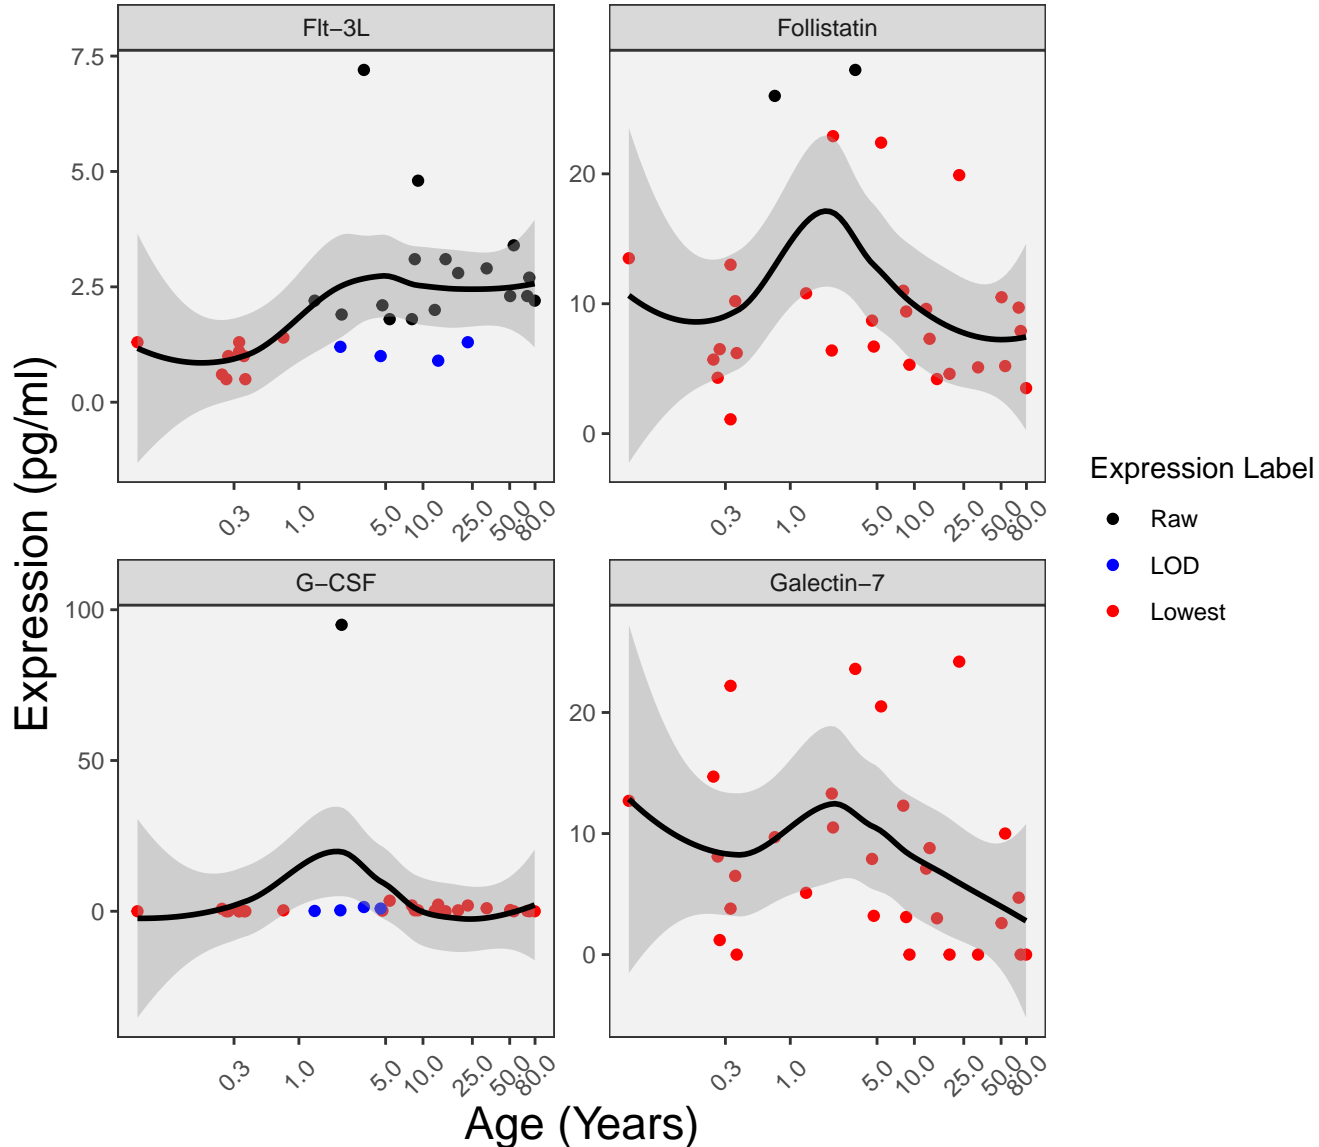 Flt−3L
Follistatin
7.5
5.0
2.5
0.0
20
10
0
0.3 1.0 5.0 10.0 25.0 50.0 80.0
0.3 1.0 5.0 10.0 25.0 50.0 80.0
G−CSF
Galectin−7
100
50
0
20
10
0
0.3 1.0 5.0 10.0 25.0 50.0 80.0
0.3 1.0 5.0 10.0 25.0 50.0 80.0
Expression (pg/ml)
Age (Years)
Expression Label
Raw
LOD
Lowest